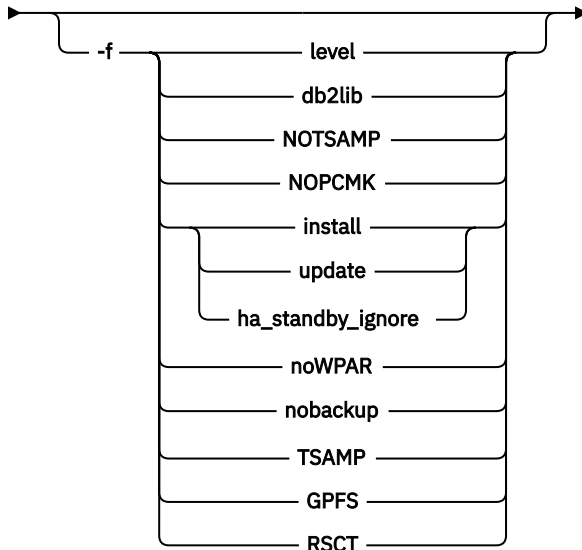 -f level
db2lib
NOTSAMP
NOPCMK
install
update
ha_standby_ignore
noWPAR
nobackup
TSAMP
GPFS
RSCT